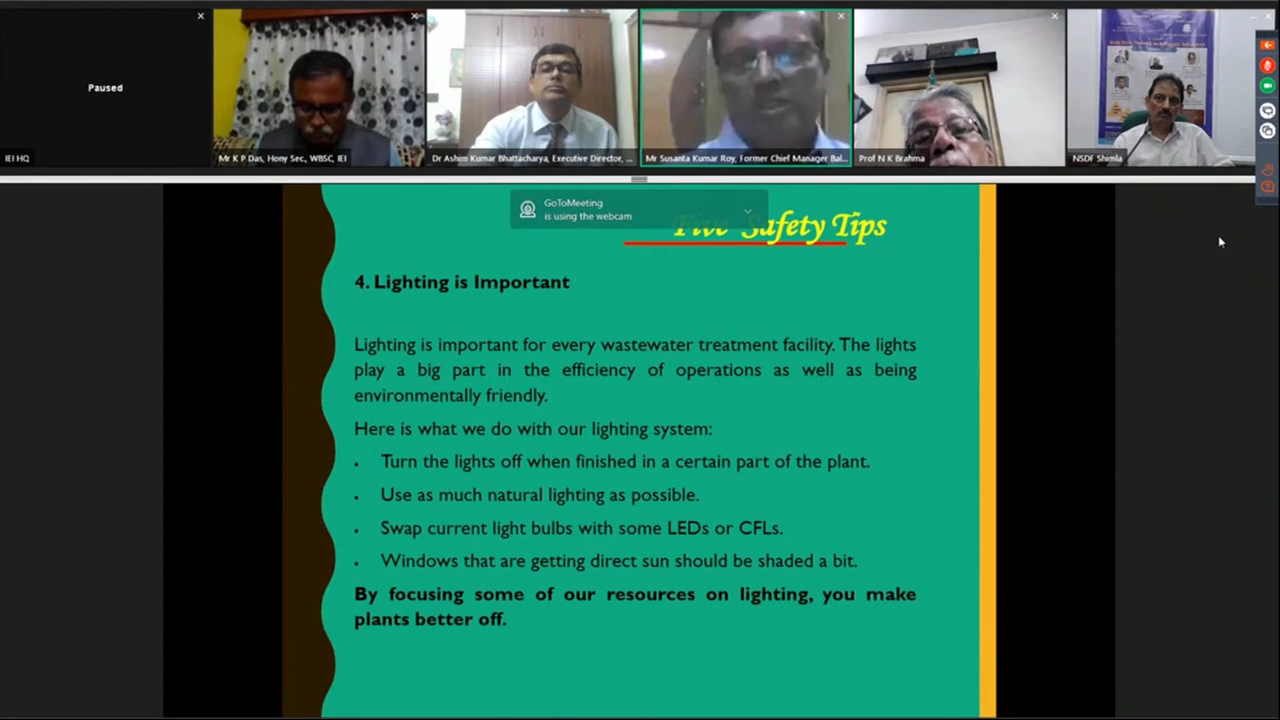 Paused
IEI HQ
Mr K P Das, Hony Sec., WBSC, IEI
Dr Ashim Kumar Bhattacharya, Executive Director, ...
Mr Susanta Kumar Roy, Former Chief Manager Bal...
Prof N K Brahma
NSDF Shimla
GoToMeeting
is using the webcam
Five Safety Tips
4. Lighting is Important
Lighting is important for every wastewater treatment facility. The lights
play a big part in the efficiency of operations as well as being
environmentally friendly.
Here is what we do with our lighting system:
• Turn the lights off when finished in a certain part of the plant.
• Use as much natural lighting as possible.
• Swap current light bulbs with some LEDs or CFLs.
• Windows that are getting direct sun should be shaded a bit.
By focusing some of our resources on lighting, you make
plants better off.